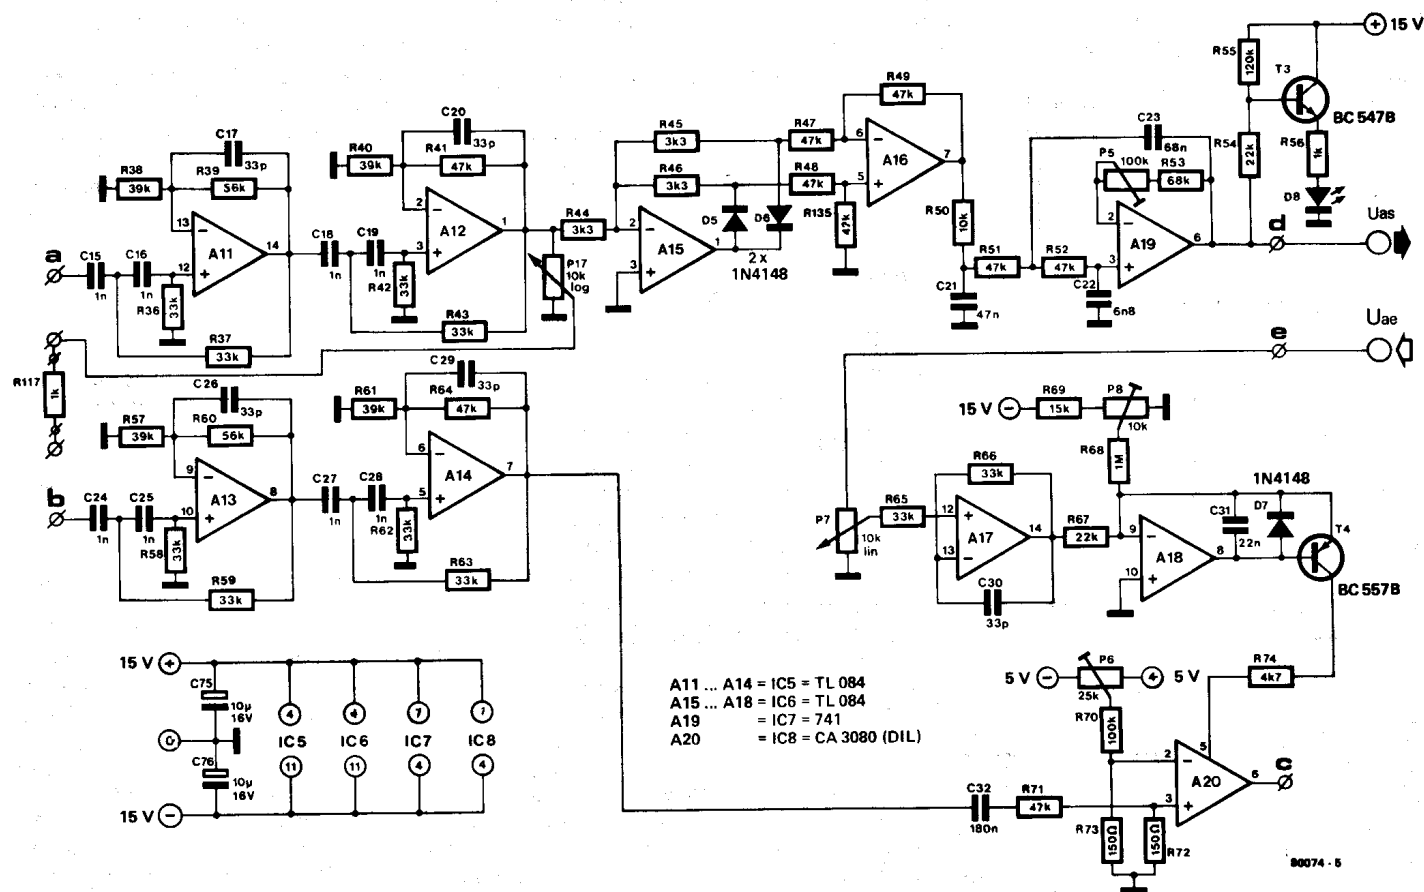 15 V
R55
120k
T3
BC 547B
R54
22k
R56
1k
D8
d
Uas
R49
47k
C20
33p
R45
3k3
R47
47k
C23
68n
C17
33p
R40
39k
R41
47k
R46
3k3
R48
47k
6
5
A16
7
P5
100k
R53
68k
R38
39k
R39
56k
2
3
A12
1
R44
3k3
D5
D6
R135
47k
R50
10k
13
12
A11
14
C18
1n
C19
1n
R42
33k
P17
10k
log
2
3
A15
1
2 x
1N4148
R51
47k
R52
47k
2
3
A19
6
a
C15
1n
C16
1n
R36
33k
R43
33k
C21
47n
C22
6n8
R37
33k
e
Uae
R117
1k
C26
33p
R61
39k
C29
33p
R64
47k
15 V
R69
15k
P8
10k
R57
39k
R60
56k
6
5
A14
7
R68
1M
9
10
A13
8
C27
1n
C28
1n
R62
33k
R66
33k
1N4148
b
C24
1n
C25
1n
R58
33k
P7
10k
lin
R65
33k
12
13
A17
14
R67
22k
9
10
A18
8
C31
22n
D7
T4
BC 557B
R63
33k
R59
33k
C30
33p
15 V
C75
10µ
16V
4
4
7
7
IC5
IC6
IC7
IC8
C76
10µ
16V
11
11
4
4
15 V
A11 ... A14 = IC5 = TL 084
A15 ... A18 = IC6 = TL 084
A19 = IC7 = 741
A20 = IC8 = CA 3080 (DIL)
5 V
P6
25k
5 V
R74
4k7
R70
100k
5
2
3
A20
6
c
C32
180n
R71
47k
R73
150Ω
150Ω
R72
80074 - 5